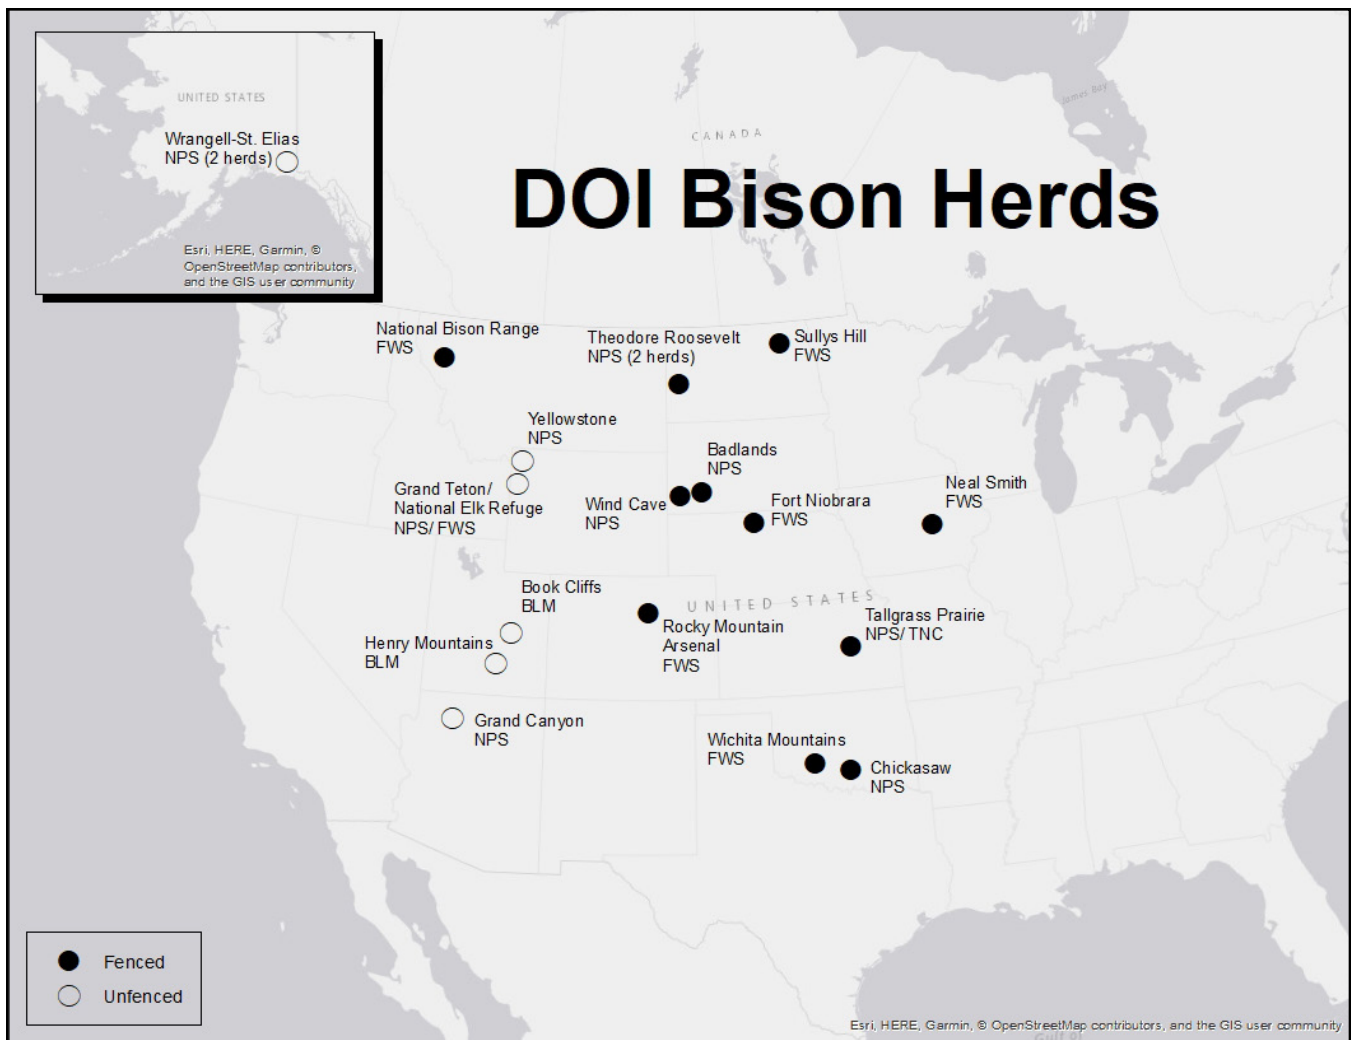 UNITED STATES
Wrangell-St. Elias
NPS (2 herds)
Esri, HERE, Garmin, ©
OpenStreetMap contributors,
and the GIS user community
CANADA
James Bay
DOI Bison Herds
National Bison Range
FWS
Theodore Roosevelt
NPS (2 herds)
Sullys Hill
FWS
Yellowstone
NPS
Grand Teton/
National Elk Refuge
NPS/ FWS
Badlands
NPS
Wind Cave
NPS
Fort Niobrara
FWS
Neal Smith
FWS
Book Cliffs
BLM
Henry Mountains
BLM
UNITED STATES
Rocky Mountain
Arsenal
FWS
Tallgrass Prairie
NPS/ TNC
Grand Canyon
NPS
Wichita Mountains
FWS
Chickasaw
NPS
Fenced
Unfenced
Esri, HERE, Garmin, © OpenStreetMap contributors, and the GIS user community
Gulf of